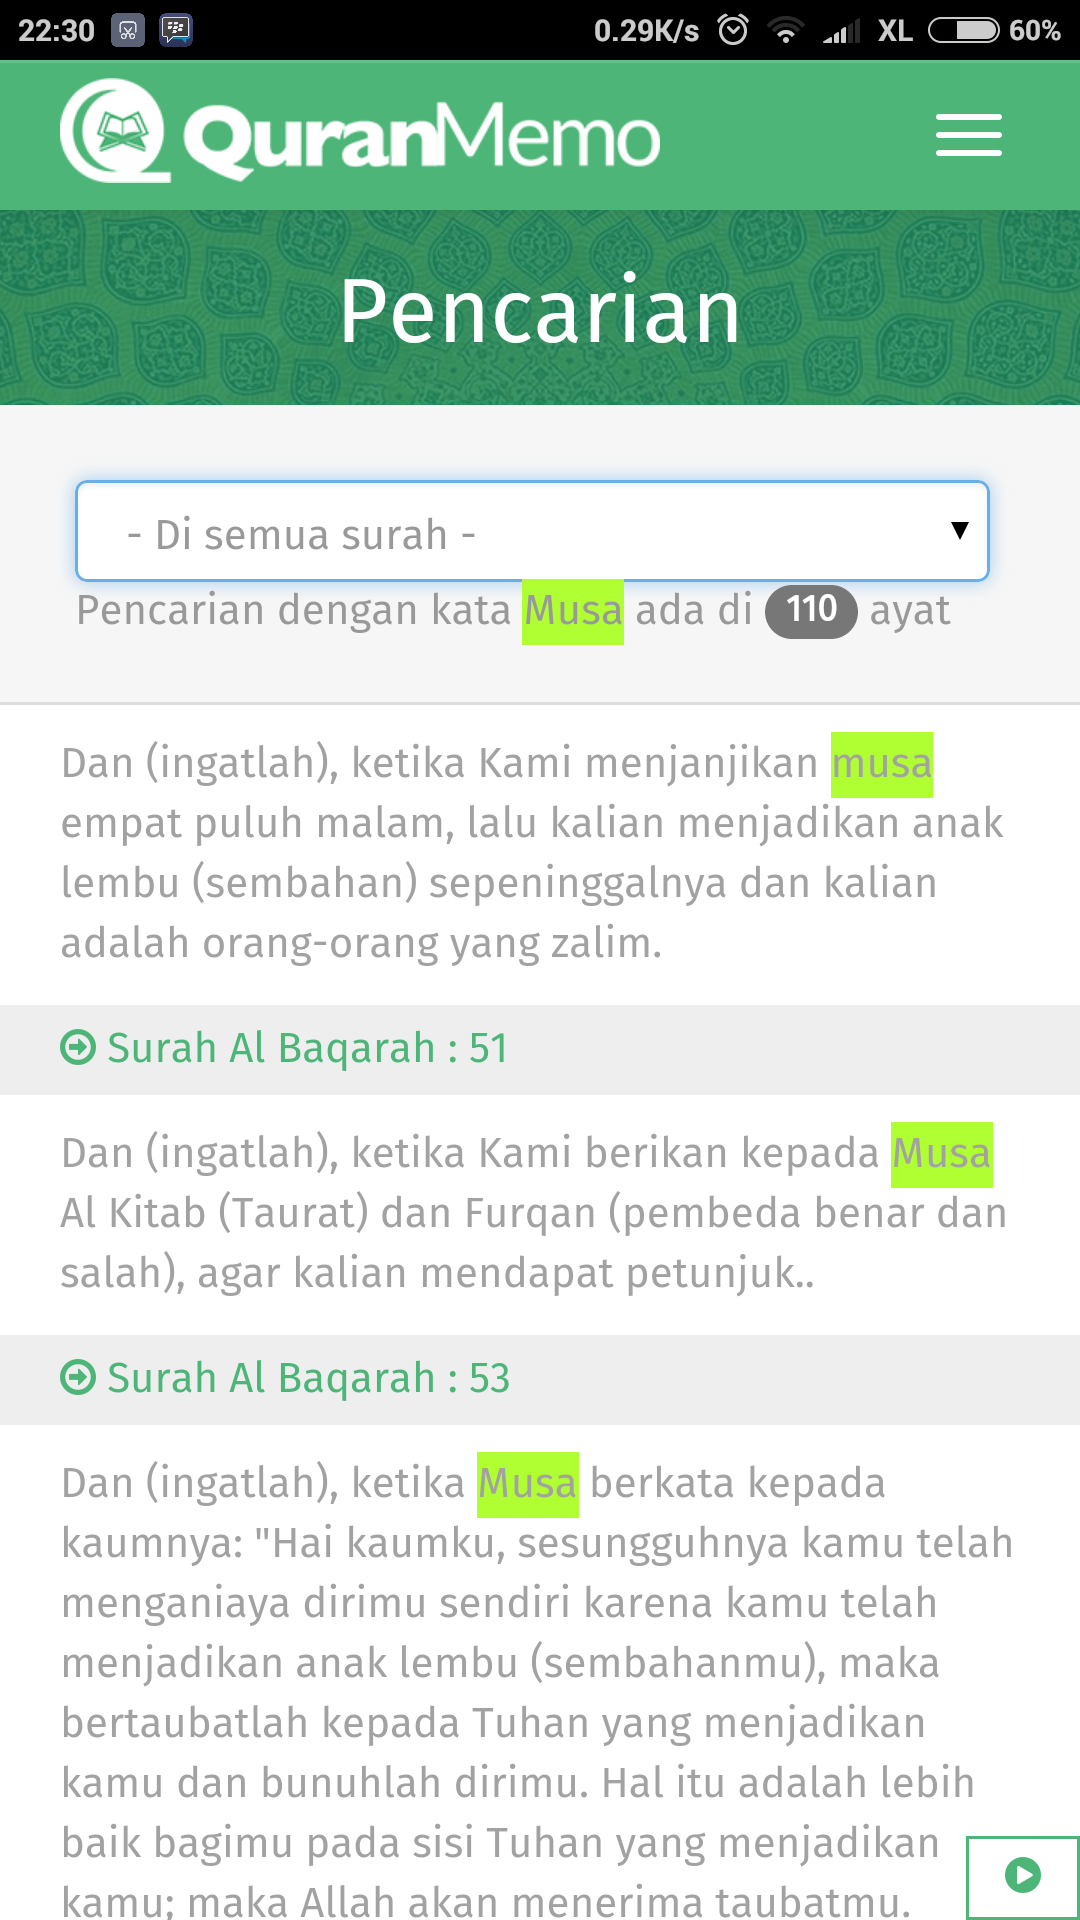 22:30 0.29K/s XL 60%
QuranMemo
Pencarian
- Di semua surah -
Pencarian dengan kata Musa ada di 110 ayat
Dan (ingatlah), ketika Kami menjanjikan musa
empat puluh malam, lalu kalian menjadikan anak
lembu (sembahan) sepeninggalnya dan kalian
adalah orang-orang yang zalim.
Surah Al Baqarah : 51
Dan (ingatlah), ketika Kami berikan kepada Musa
Al Kitab (Taurat) dan Furqan (pembeda benar dan
salah), agar kalian mendapat petunjuk..
Surah Al Baqarah : 53
Dan (ingatlah), ketika Musa berkata kepada
kaumnya: "Hai kaumku, sesungguhnya kamu telah
menganiaya dirimu sendiri karena kamu telah
menjadikan anak lembu (sembahanmu), maka
bertaubatlah kepada Tuhan yang menjadikan
kamu dan bunuhlah dirimu. Hal itu adalah lebih
baik bagimu pada sisi Tuhan yang menjadikan
kamu; maka Allah akan menerima taubatmu.